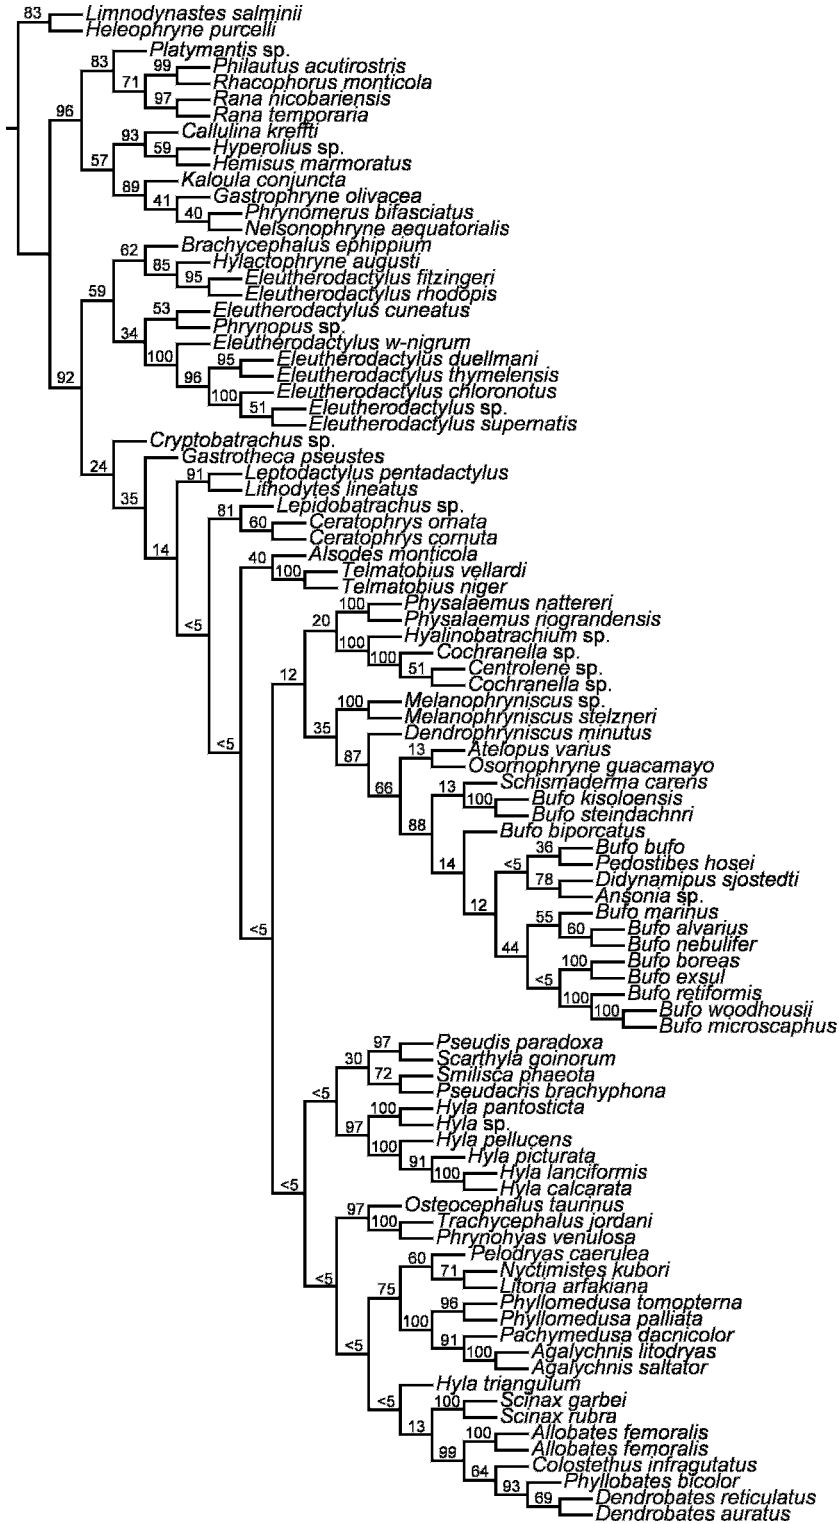 83
Limnodynastes salminii
Heleophryne purcelli
Platymantis sp.
83
99
Philautus acutirostris
71
Rhacophorus monticola
97
Rana nicobariensis
96
Rana temporaria
93
Callulina kreffti
59
Hyperolius sp.
57
Hemisus marmoratus
89
Kaloula conjuncta
41
Gastrophryne olivacea
40
Phrynomerus bifasciatus
Nelsonophryne aequatorialis
62
Brachycephalus ephippium
85
Hylactophryne augusti
95
Eleutherodactylus fitzingeri
59
Eleutherodactylus rhodopis
53
Eleutherodactylus cuneatus
34
Phrynopus sp.
100
Eleutherodactylus w-nigrum
95
Eleutherodactylus duellmani
92
96
Eleutherodactylus thymelensis
100
Eleutherodactylus chloronotus
51
Eleutherodactylus sp.
Eleutherodactylus supernatis
Cryptobatrachus sp.
24
Gastrotheca pseustes
91
Leptodactylus pentadactylus
35
Lithodytes lineatus
81
Lepidobatrachus sp.
60
Ceratophrys ornata
Ceratophrys cornuta
14
40
Alsodes monticola
100
Telmatobius vellardi
Telmatobius niger
100
Physalaemus nattereri
20
Physalaemus riograndensis
<5
100
Hyalinobatrachium sp.
100
Cochranella sp.
51
Centrolene sp.
12
Cochranella sp.
100
Melanophryniscus sp.
Melanophryniscus stelzneri
35
Dendrophryniscus minutus
<5
13
Atelopus varius
87
Osornophryne guacamayo
66
13
Schismaderma carens
100
Bufo kisoloensis
Bufo steindachnri
88
Bufo biporcatus
36
Bufo bufo
14
<5
Pedostibes hosei
78
Didynamipus sjostedti
Ansonia sp.
12
55
Bufo marinus
60
Bufo alvarius
<5
44
Bufo nebulifer
100
Bufo boreas
<5
Bufo exsul
100
Bufo retiformis
100
Bufo woodhousii
Bufo microscaphus
97
Pseudis paradoxa
30
Scarthyla goinorum
72
Smilisca phaeota
<5
Pseudacris brachyphona
100
Hyla pantosticta
97
Hyla sp.
100
Hyla pellucens
91
Hyla picturata
100
Hyla lanciformis
<5
Hyla calcarata
97
Osteocephalus taurinus
100
Trachycephalus jordani
Phrynohyas venulosa
60
Pelodryas caerulea
<5
71
Nyctimistes kubori
75
Litoria arfakiana
96
Phyllomedusa tomopterna
100
Phyllomedusa palliata
91
Pachymedusa dacnicolor
<5
100
Agalychnis litodryas
Agalychnis saltator
Hyla triangulum
<5
100
Scinax garbei
13
Scinax rubra
100
Allobates femoralis
99
Allobates femoralis
64
Colostethus infragutatus
93
Phyllobates bicolor
69
Dendrobates reticulatus
Dendrobates auratus